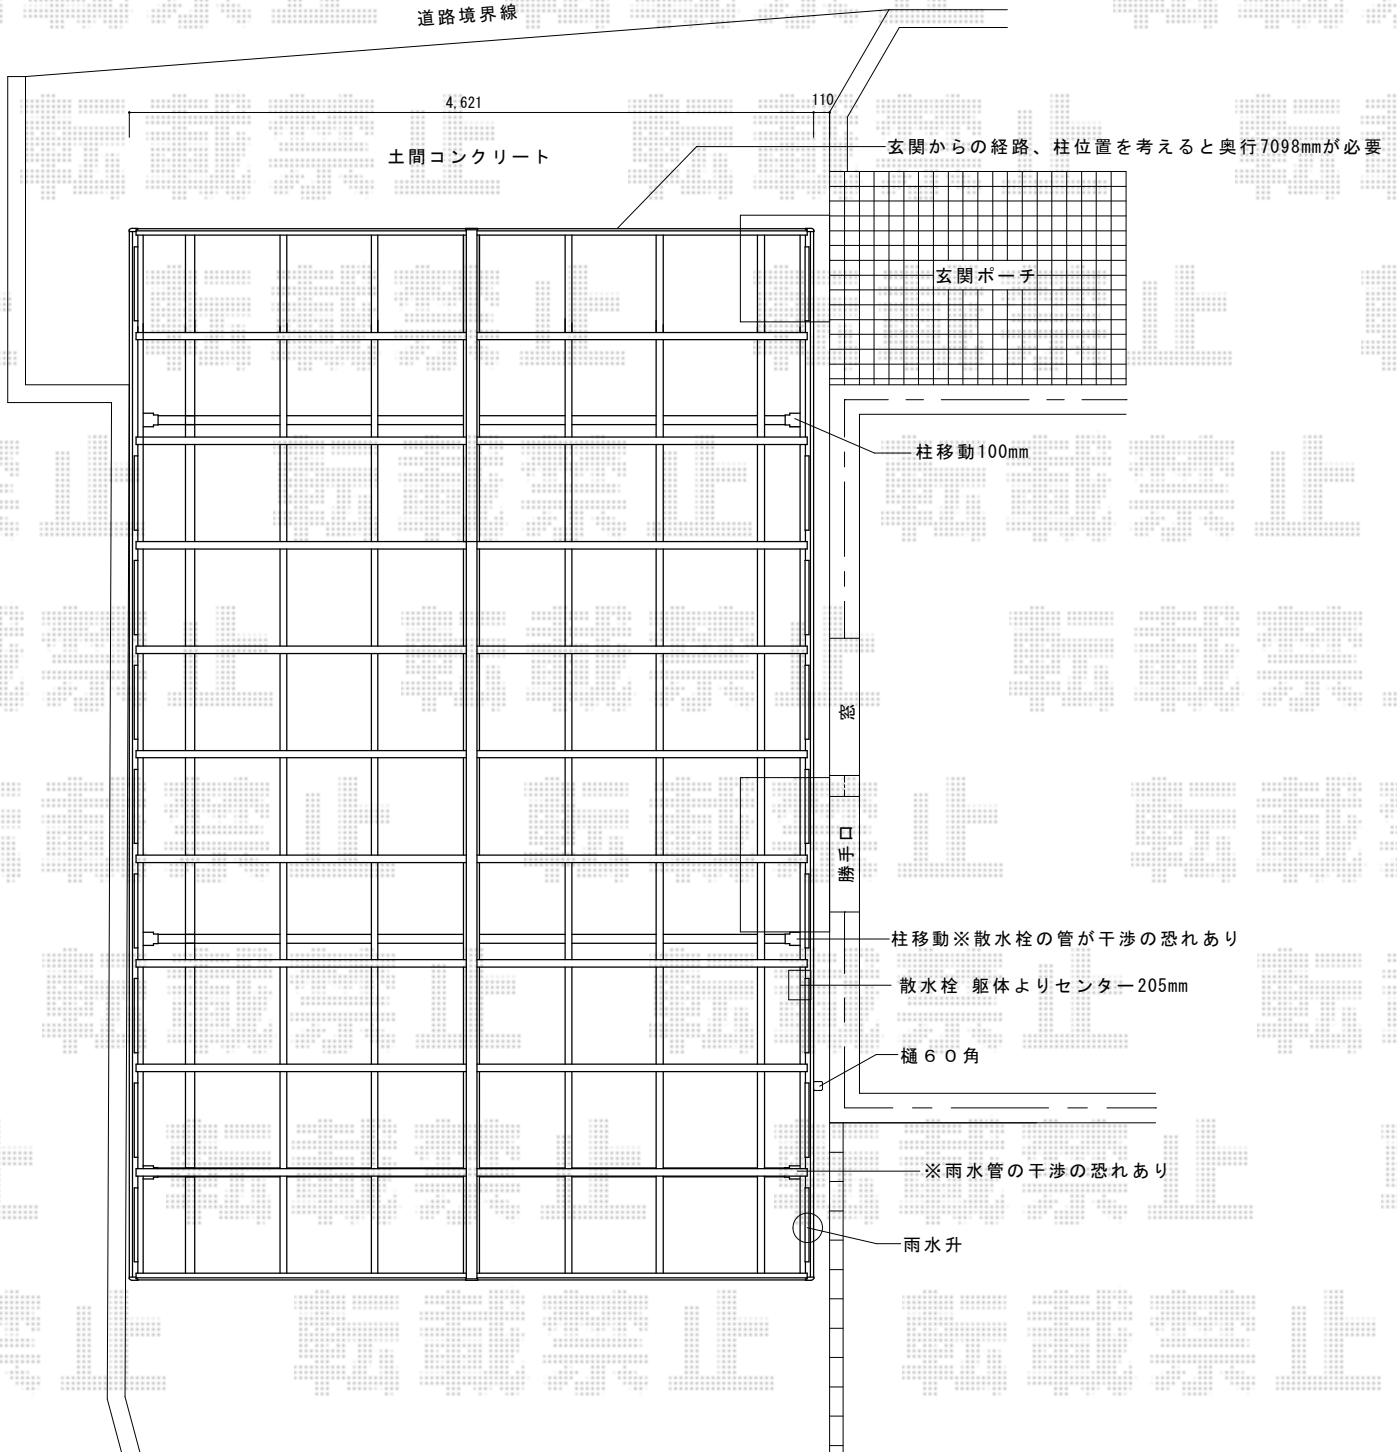 道路境界線
4,621
110
土間コンクリート
玄関からの経路、柱位置を考えると奥行7098mmが必要
玄関ポーチ
柱移動100mm
窓
勝手口
柱移動※散水栓の管が干渉の恐れあり
散水栓 躯体よりセンター205mm
樋60角
※雨水管の干渉の恐れあり
雨水升
転載禁止